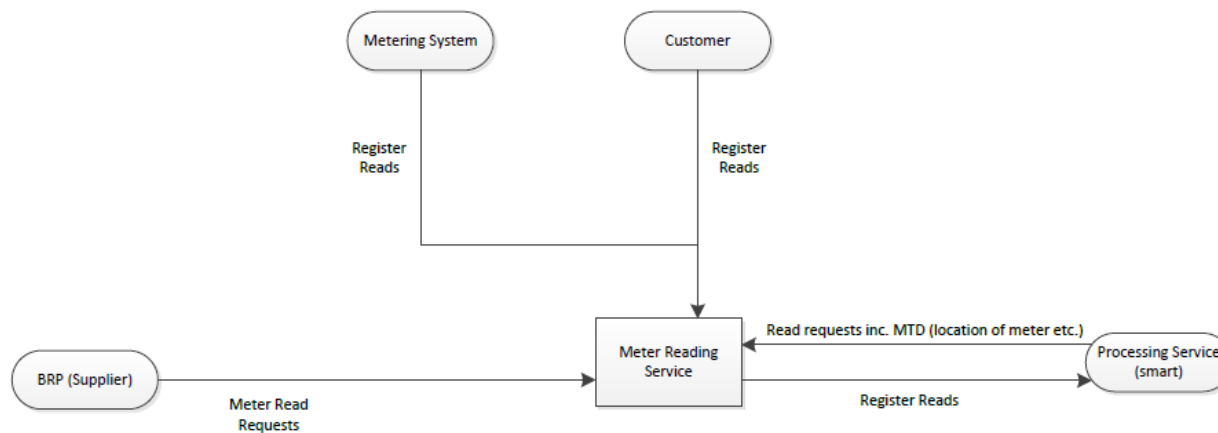 Metering System
Customer
Register
Reads
Register
Reads
Read requests inc. MTD (location of meter etc.)
Meter Reading
Service
Processing Service
(smart)
BRP (Supplier)
Register Reads
Meter Read
Requests